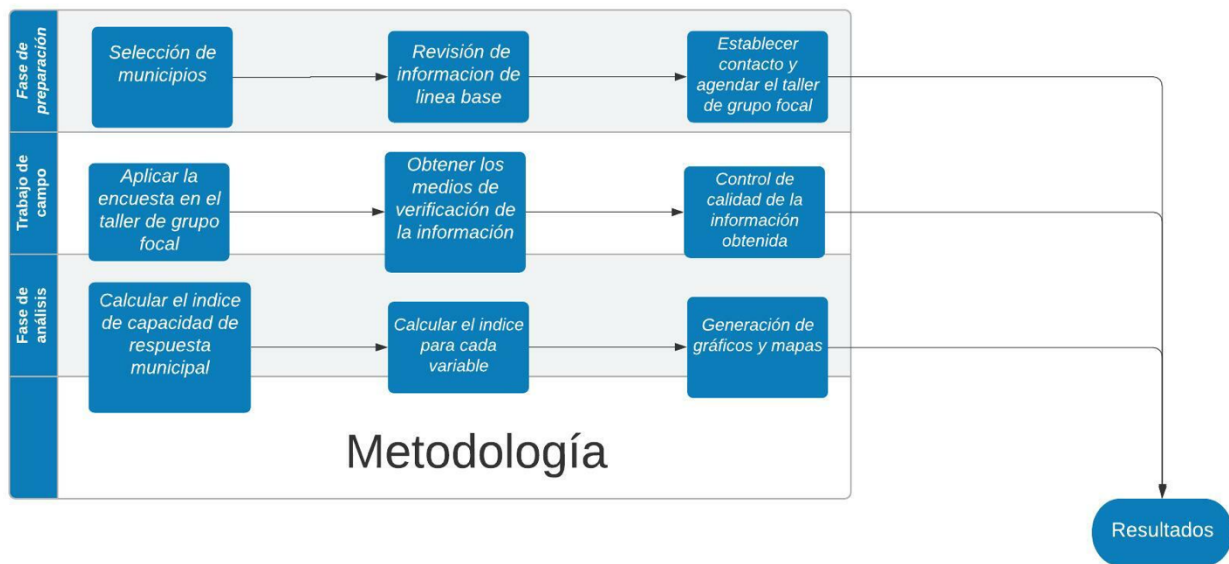 Fase de
preparación
Selección de
municipios
Revisión de
informacion de
linea base
Establecer
contacto y
agendar el taller
de grupo focal
Trabajo de
campo
Aplicar la
encuesta en el
taller de grupo
focal
Obtener los
medios de
verificación de
la información
Control de
calidad de la
información
obtenida
Fase de
análisis
Calcular el indice
de capacidad de
respuesta
municipal
Calcular el indice
para cada
variable
Generación de
gráficos y mapas
Metodología
Resultados